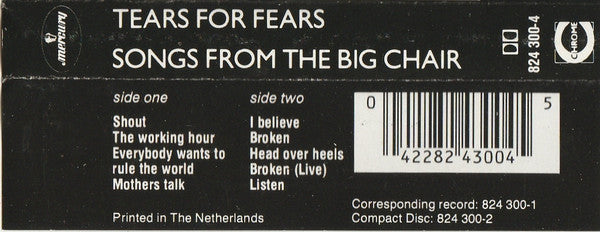 mercury
TEARS FOR FEARS
SONGS FROM THE BIG CHAIR
824 300-4
CHROME
side one
Shout
The working hour
Everybody wants to
rule the world
Mothers talk
side two
I believe
Broken
Head over heels
Broken (Live)
Listen
0 5
42282 43004
Printed in The Netherlands
Corresponding record: 824 300-1
Compact Disc: 824 300-2